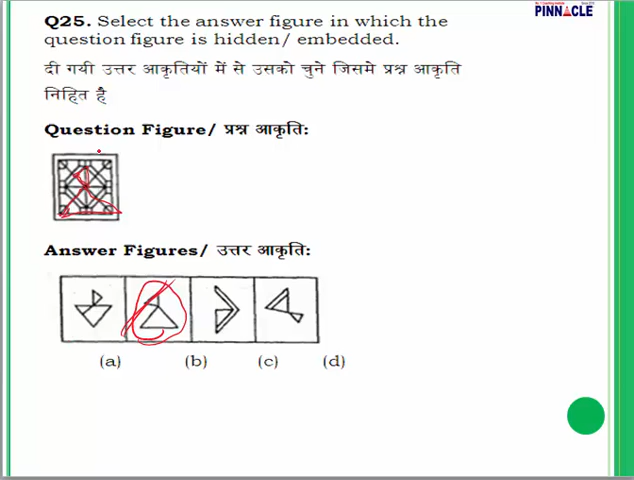 PINNACLE
Q25. Select the answer figure in which the
question figure is hidden/ embedded.
दी गयी उत्तर आकृतियों में से उसको चुने जिसमे प्रश्न आकृति
निहित है
Question Figure/ प्रश्न आकृति:
Answer Figures/ उत्तर आकृति:
(a) (b) (c) (d)